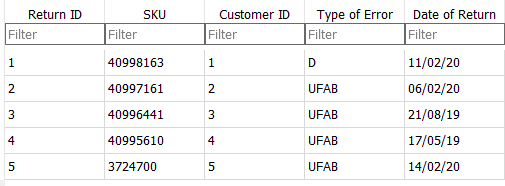 Return ID SKU Customer ID Type of Error Date of Return
Filter Filter Filter Filter Filter
1 40998163 1 D 11/02/20
2 40997161 2 UFAB 06/02/20
3 40996441 3 UFAB 21/08/19
4 40995610 4 UFAB 17/05/19
5 3724700 5 UFAB 14/02/20